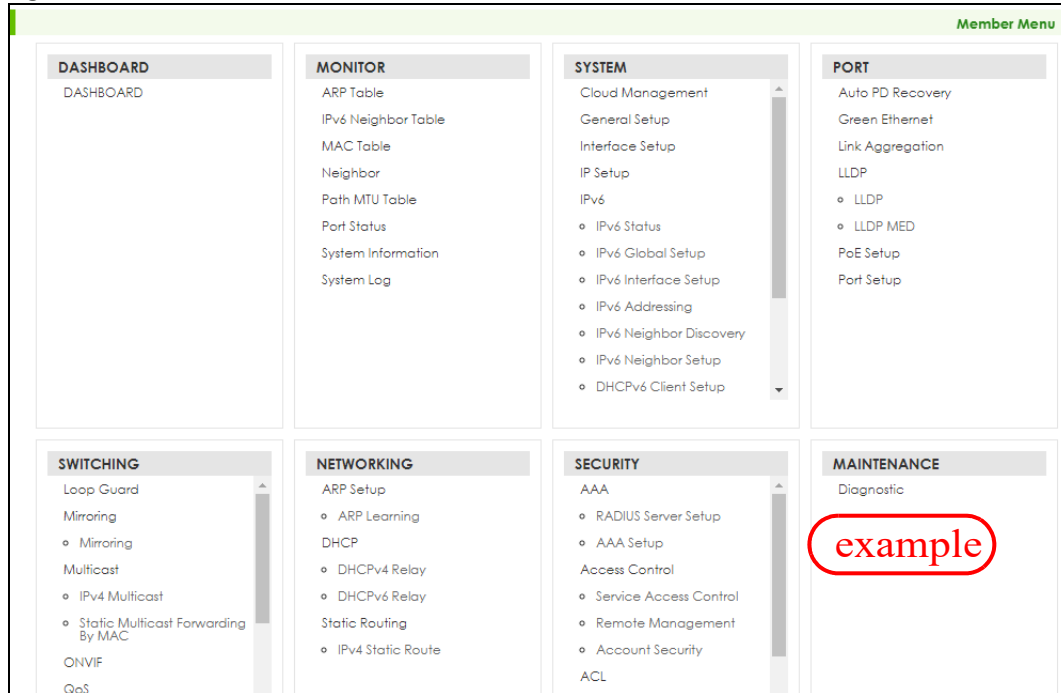 Member Menu
DASHBOARD
DASHBOARD
MONITOR
ARP Table
IPv6 Neighbor Table
MAC Table
Neighbor
Path MTU Table
Port Status
System Information
System Log
SYSTEM
Cloud Management
General Setup
Interface Setup
IP Setup
IPv6
IPv6 Status
IPv6 Global Setup
IPv6 Interface Setup
IPv6 Addressing
IPv6 Neighbor Discovery
IPv6 Neighbor Setup
DHCPv6 Client Setup
PORT
Auto PD Recovery
Green Ethernet
Link Aggregation
LLDP
LLDP
LLDP MED
PoE Setup
Port Setup
SWITCHING
Loop Guard
Mirroring
Mirroring
Multicast
IPv4 Multicast
Static Multicast Forwarding
By MAC
ONVIF
QoS
NETWORKING
ARP Setup
ARP Learning
DHCP
DHCPv4 Relay
DHCPv6 Relay
Static Routing
IPv4 Static Route
SECURITY
AAA
RADIUS Server Setup
AAA Setup
Access Control
Service Access Control
Remote Management
Account Security
ACL
MAINTENANCE
Diagnostic
example